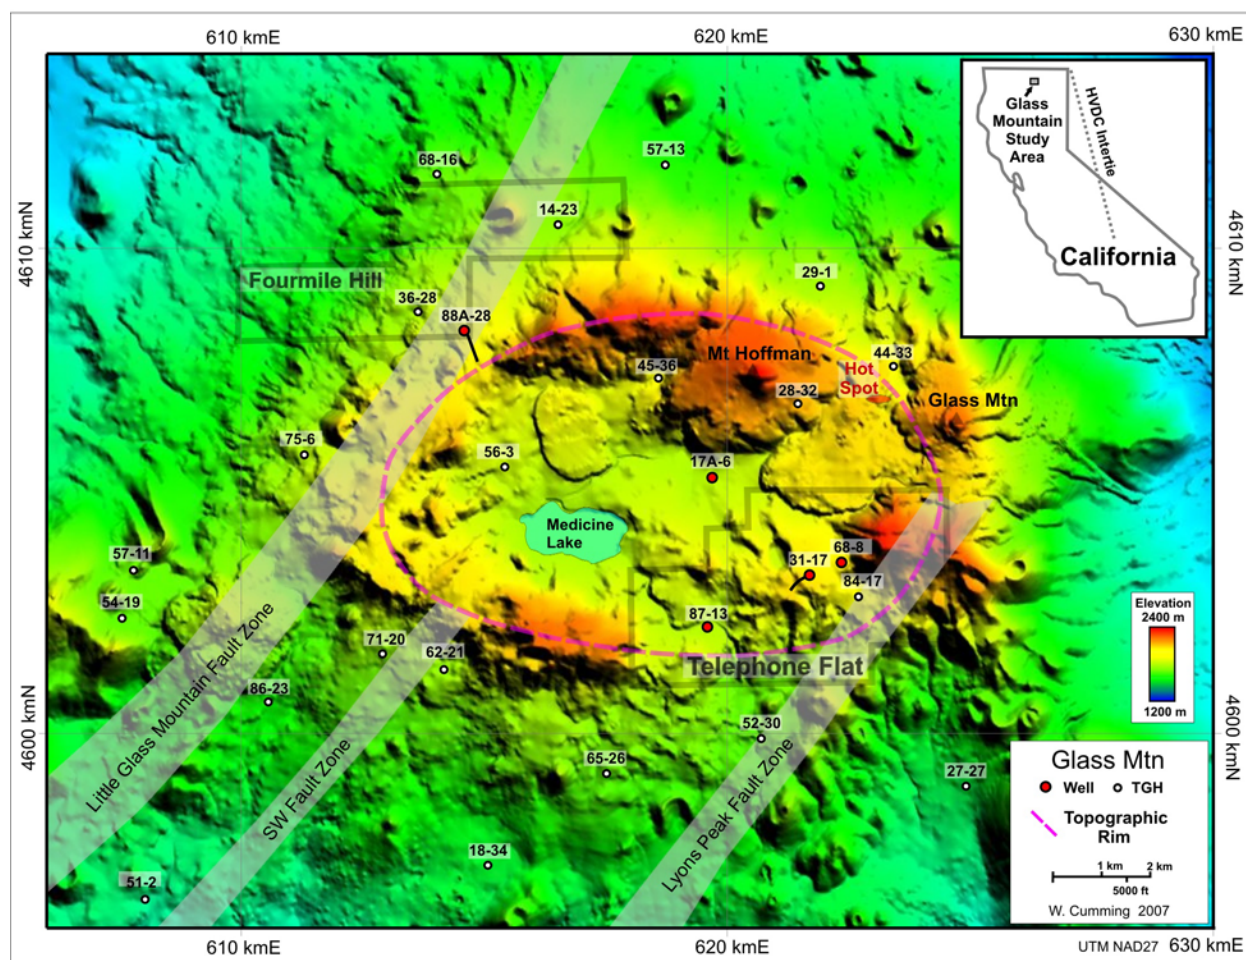 610 kmE
620 kmE
630 kmE
57-13
68-16
14-23
4610 kmN
4610 kmN
Glass
Mountain
Study
Area
HVDC Intertie
California
29-1
Fourmile Hill
36-28
88A-28
Mt Hoffman
44-33
45-36
Hot
Spot
28-32
Glass Mtn
75-6
56-3
17A-6
Medicine
Lake
57-11
68-8
31-17
84-17
54-19
87-13
71-20
62-21
Telephone Flat
86-23
Elevation
2400 m
1200 m
4600 kmN
4600 kmN
Little Glass Mountain Fault Zone
SW Fault Zone
Lyons Peak Fault Zone
52-30
65-26
27-27
18-34
51-2
Glass Mtn
Well
TGH
Topographic
Rim
1 km
2 km
5000 ft
W. Cumming 2007
610 kmE
620 kmE
UTM NAD27
630 kmE